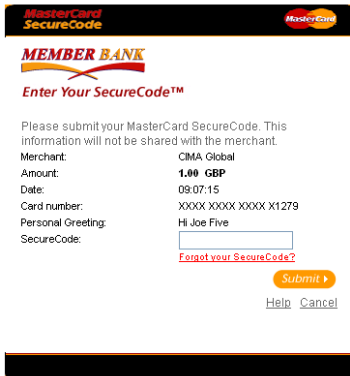 MasterCard
SecureCode
MasterCard
MEMBER BANK
Enter Your SecureCode™
Please submit your MasterCard SecureCode. This
information will not be shared with the merchant.
Merchant: CIMA Global
Amount: 1.00 GBP
Date: 09:07:15
Card number: XXXX XXXX XXXX X1279
Personal Greeting: Hi Joe Five
SecureCode:
Forgot your SecureCode?
Submit
Help Cancel